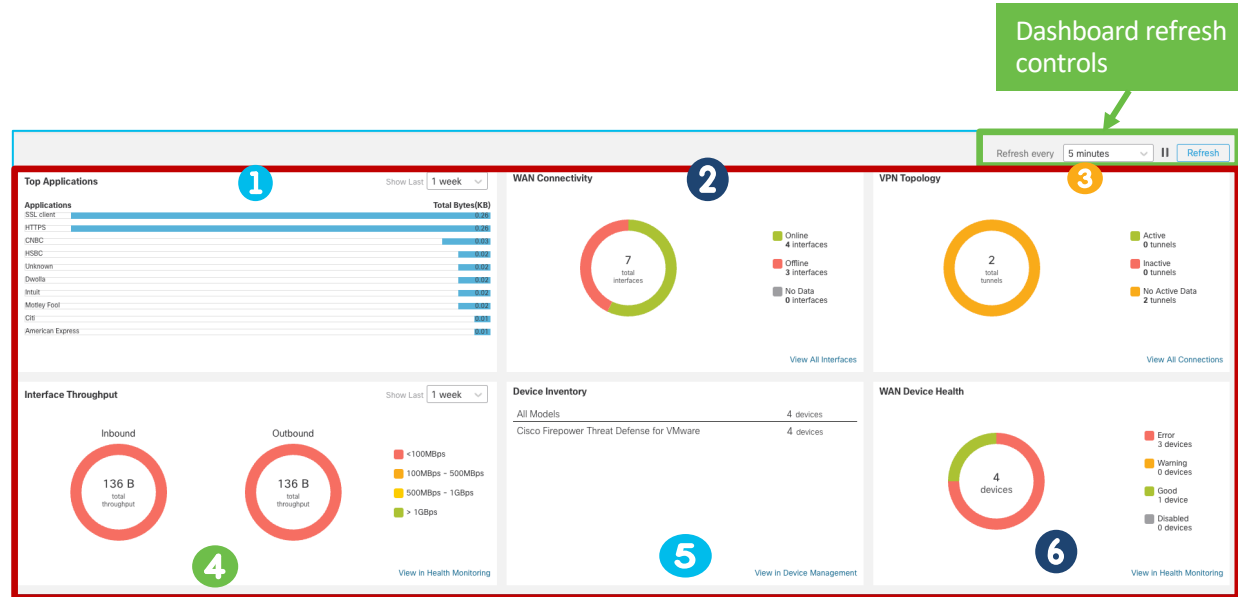 Dashboard refresh
controls
Refresh every 5 minutes Refresh
Top Applications 1 Show Last 1 week
Applications Total Bytes(KB)
SSL client 0.26
HTTPS 0.26
CNBC 0.03
HSBC 0.02
Unknown 0.02
Dwolla 0.02
Intuit 0.02
Motley Fool 0.02
Citi 0.01
American Express 0.01
WAN Connectivity 2
7
total
interfaces
Online
4 interfaces
Offline
3 interfaces
No Data
0 interfaces
View All Interfaces
VPN Topology 3
2
total
tunnels
Active
0 tunnels
Inactive
0 tunnels
No Active Data
2 tunnels
View All Connections
Interface Throughput Show Last 1 week
Inbound Outbound
136 B
total
throughput
136 B
total
throughput
<100MBps
100MBps - 500MBps
500MBps - 1GBps
> 1GBps
4
View in Health Monitoring
Device Inventory
All Models 4 devices
Cisco Firepower Threat Defense for VMware 4 devices
5
View in Device Management
WAN Device Health
4
devices
Error
3 devices
Warning
0 devices
Good
1 device
Disabled
0 devices
6
View in Health Monitoring